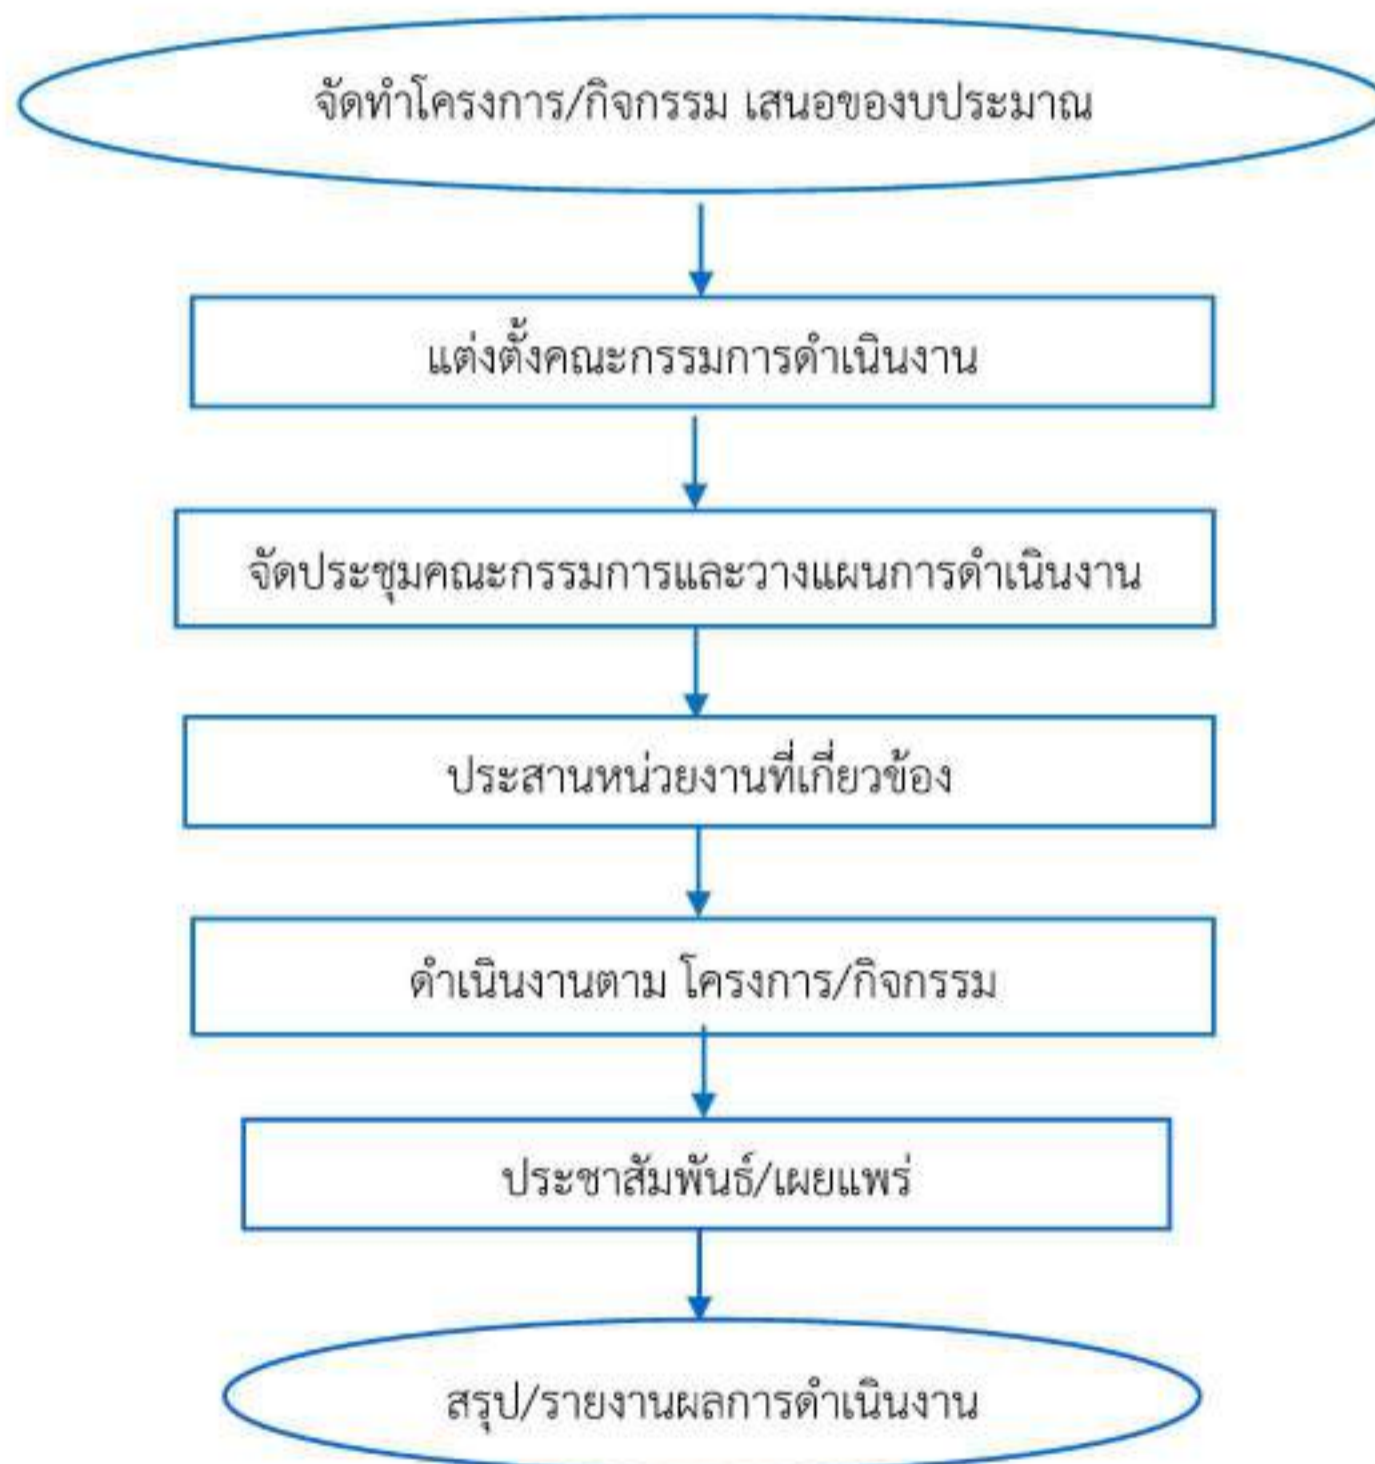 จัดทำโครงการ/กิจกรรม เสนอของบประมาณ
แต่งตั้งคณะกรรมการดำเนินงาน
จัดประชุมคณะกรรมการและวางแผนการดำเนินงาน
ประสานหน่วยงานที่เกี่ยวข้อง
ดำเนินงานตาม โครงการ/กิจกรรม
ประชาสัมพันธ์/เผยแพร่
สรุป/รายงานผลการดำเนินงาน